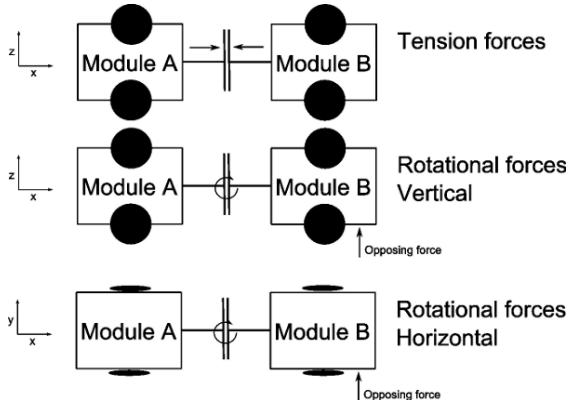 z
x
Module A
Module B
Tension forces
z
x
Module A
Module B
Rotational forces
Vertical
Opposing force
y
x
Module A
Module B
Rotational forces
Horizontal
Opposing force